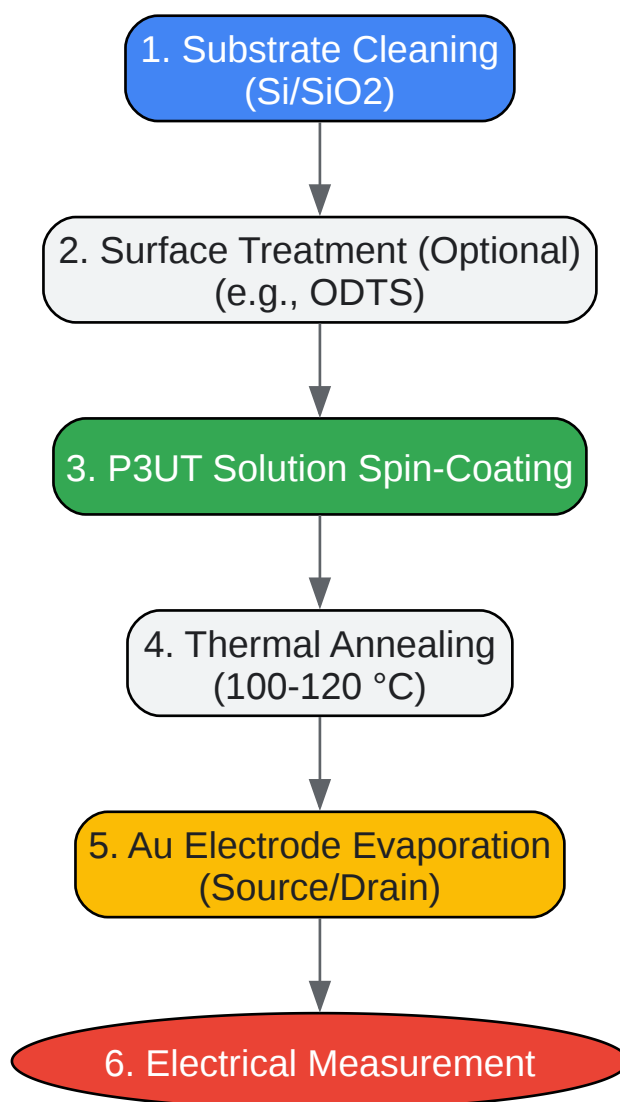 1. Substrate Cleaning
(Si/SiO2)
2. Surface Treatment (Optional)
(e.g., ODTS)
3. P3UT Solution Spin-Coating
4. Thermal Annealing
(100-120 °C)
5. Au Electrode Evaporation
(Source/Drain)
6. Electrical Measurement